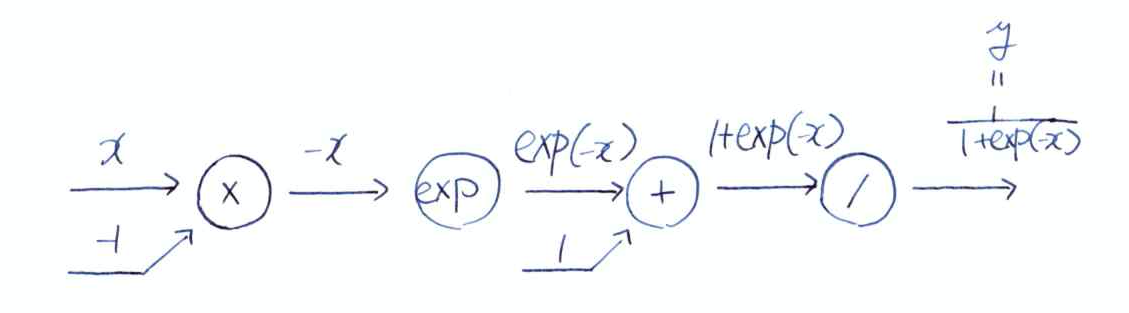 y
=
x -x exp(-x) 1+exp(-x) 1/(1+exp(-x))
× exp + /
-1 1